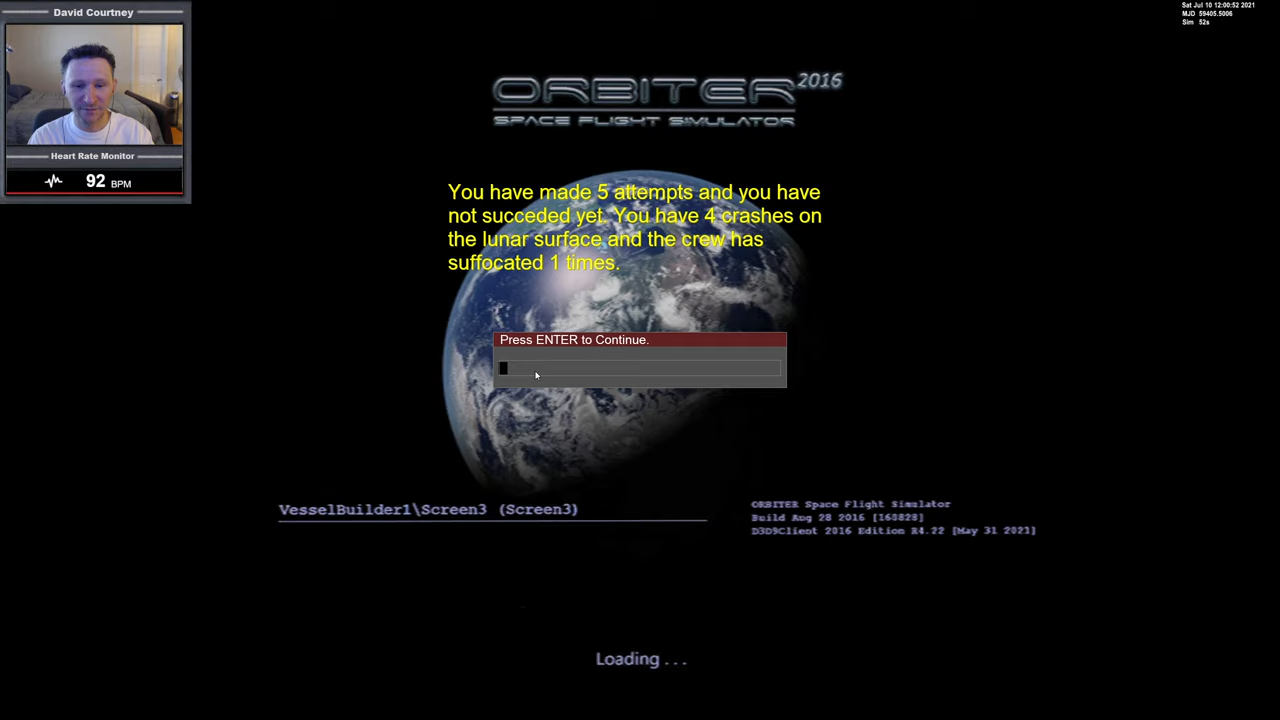 David Courtney
Heart Rate Monitor
92 BPM
Sat Jul 10 12:00:52 2021
MJD 59405.5006
Sim 52s
ORBITER 2016
SPACE FLIGHT SIMULATOR
You have made 5 attempts and you have
not succeded yet. You have 4 crashes on
the lunar surface and the crew has
suffocated 1 times.
Press ENTER to Continue.
VesselBuilder1\Screen3 (Screen3)
ORBITER Space Flight Simulator
Build Aug 28 2016 [160828]
D3D9Client 2016 Edition R4.22 [May 31 2021]
Loading . . .